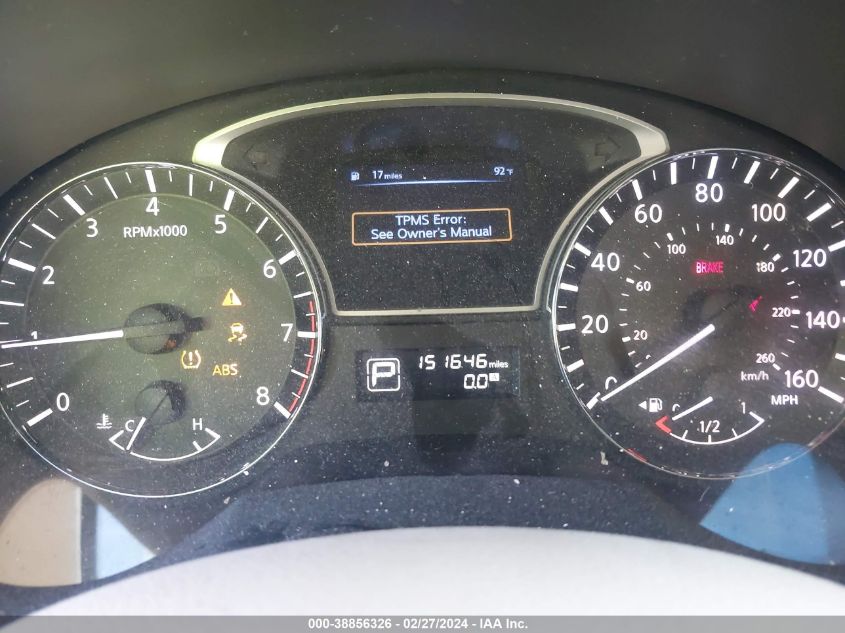 17 miles 92°F
TPMS Error:
See Owner's Manual
0 1 2 3 4 5 6 7 8
RPMx1000
ABS
C H
P
151646 miles
0.0
0 20 40 60 80 100 120 140 160
MPH
20 60 100 140 180 220 260
km/h
BRAKE
0 1/2 1
000-38856326 / 02/27/2024 - IAA Inc.